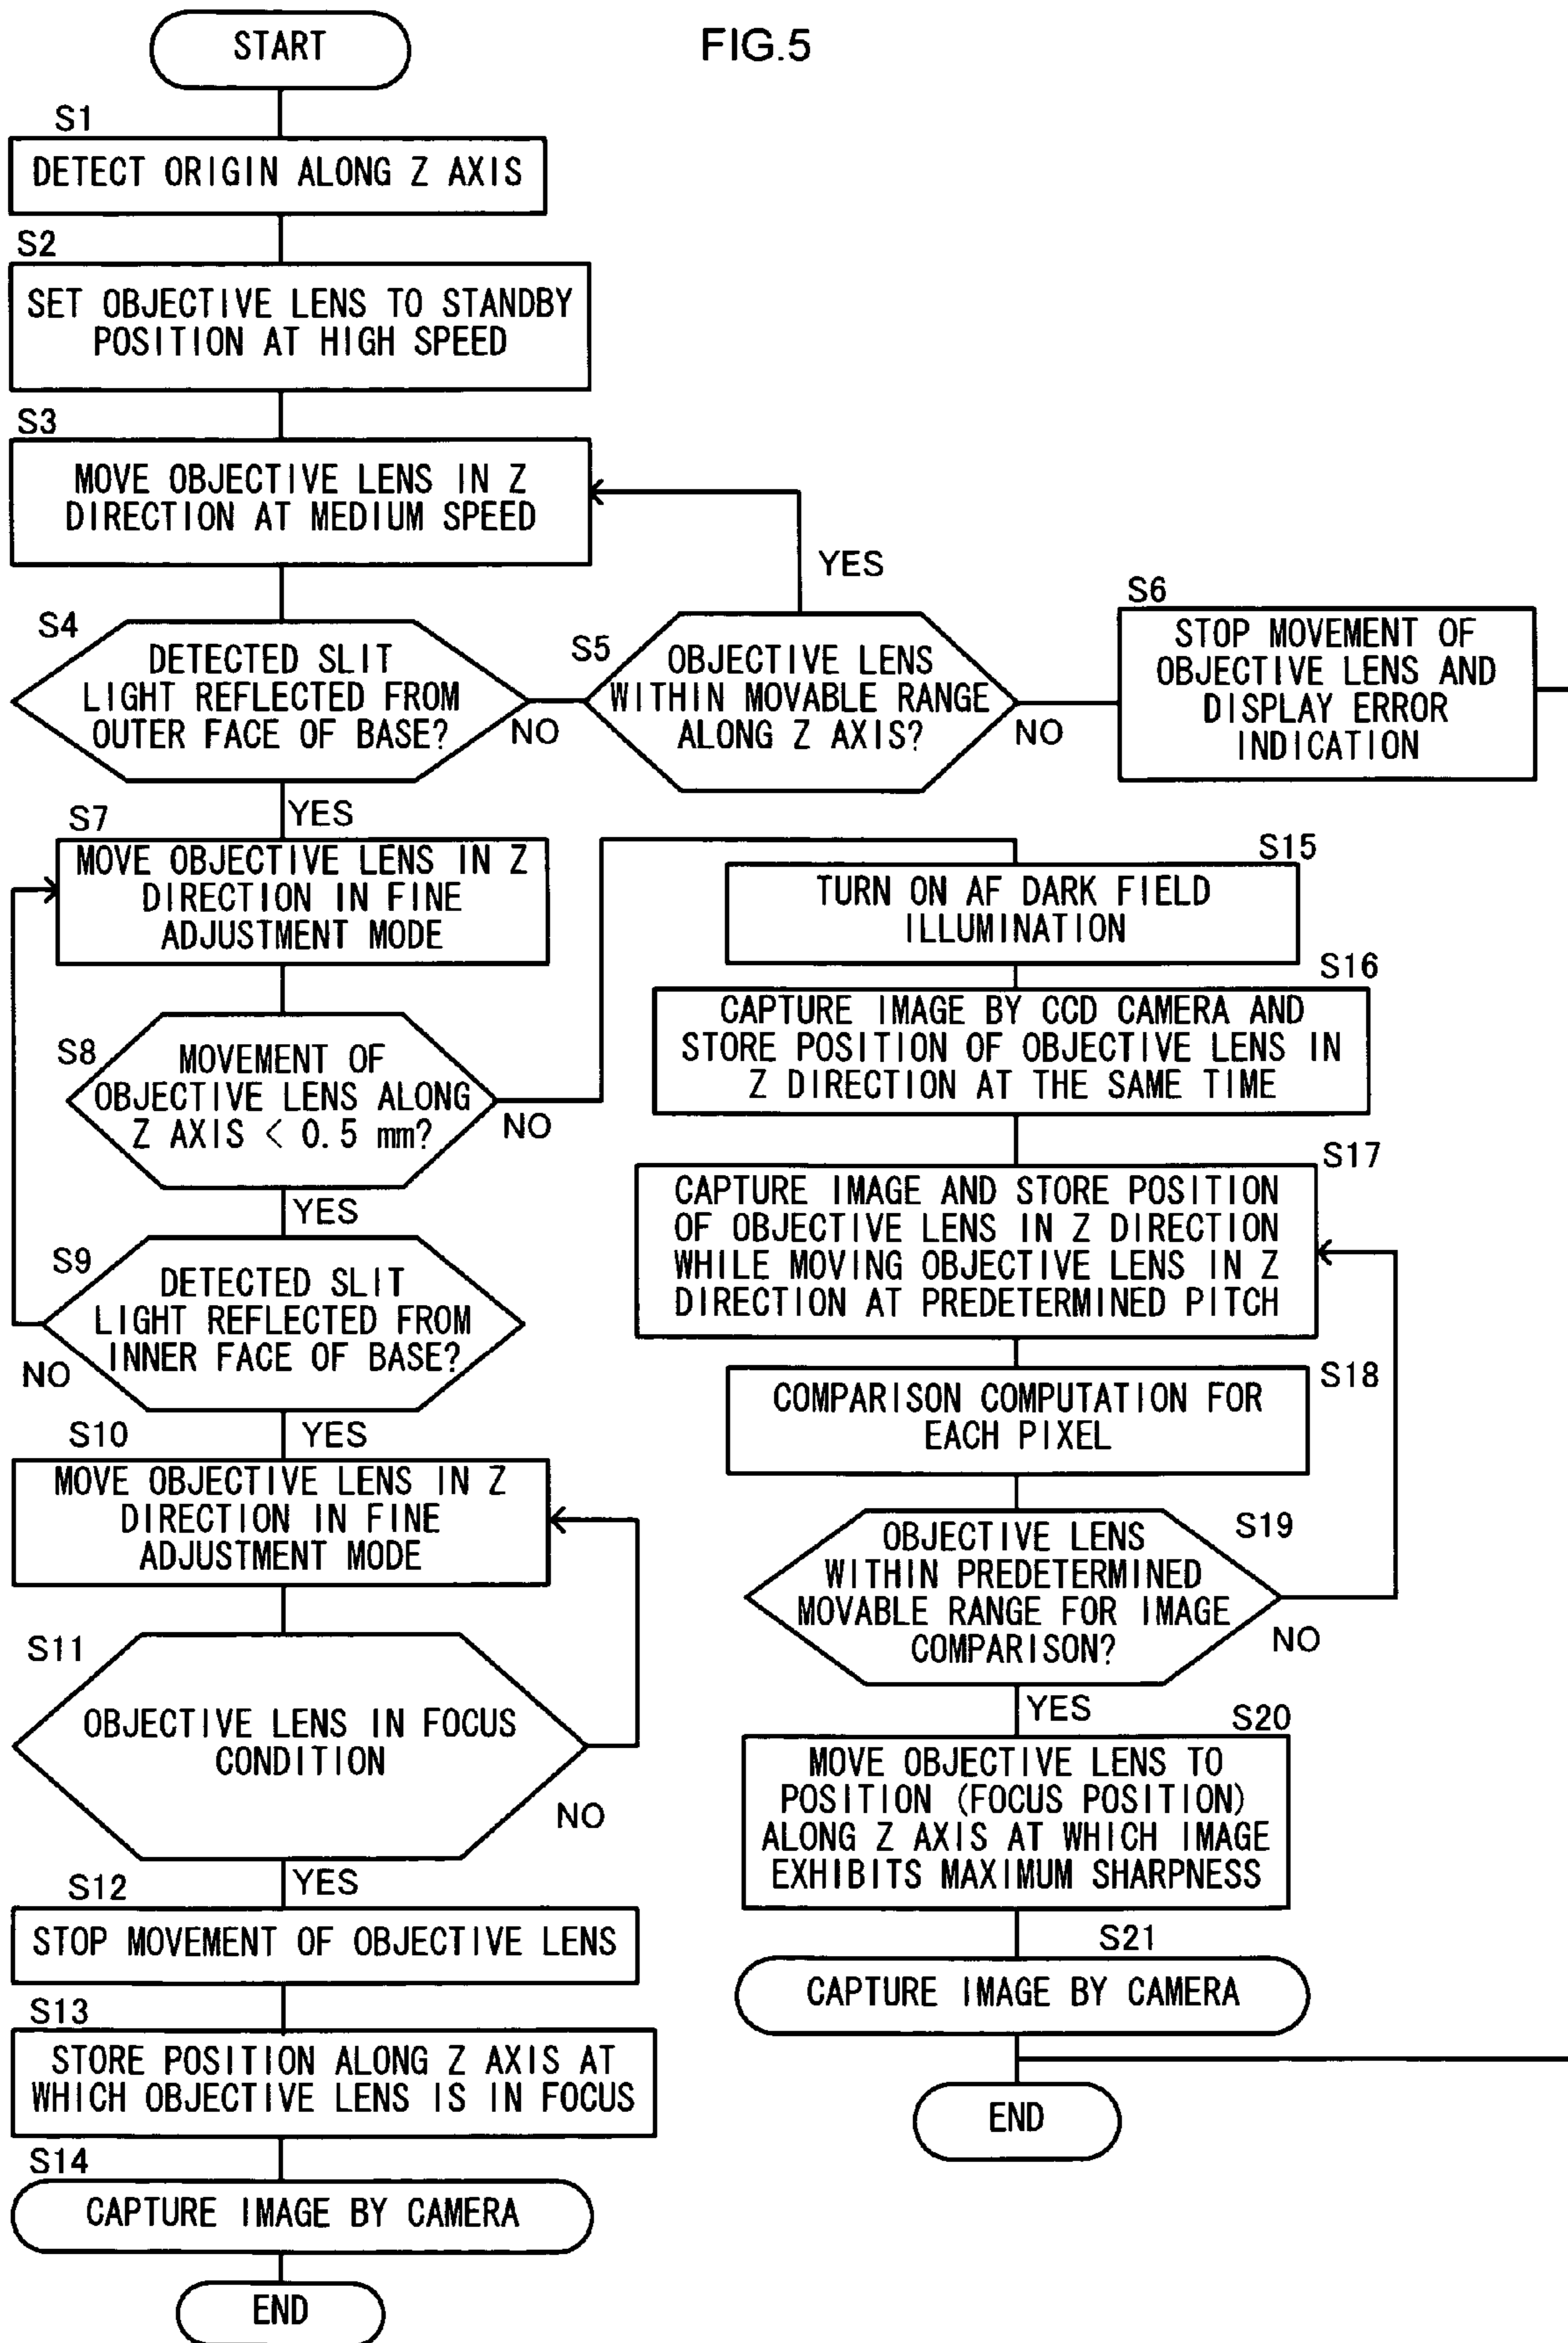 FIG.5
START
S1
DETECT ORIGIN ALONG Z AXIS
S2
SET OBJECTIVE LENS TO STANDBY
POSITION AT HIGH SPEED
S3
MOVE OBJECTIVE LENS IN Z
DIRECTION AT MEDIUM SPEED
S4
DETECTED SLIT
LIGHT REFLECTED FROM
OUTER FACE OF BASE?
NO
YES
S5
OBJECTIVE LENS
WITHIN MOVABLE RANGE
ALONG Z AXIS?
YES
NO
S6
STOP MOVEMENT OF
OBJECTIVE LENS AND
DISPLAY ERROR
INDICATION
S7
MOVE OBJECTIVE LENS IN Z
DIRECTION IN FINE
ADJUSTMENT MODE
S8
MOVEMENT OF
OBJECTIVE LENS ALONG
Z AXIS < 0.5 mm?
NO
YES
S9
DETECTED SLIT
LIGHT REFLECTED FROM
INNER FACE OF BASE?
NO
YES
S10
MOVE OBJECTIVE LENS IN Z
DIRECTION IN FINE
ADJUSTMENT MODE
S11
OBJECTIVE LENS IN FOCUS
CONDITION
NO
YES
S12
STOP MOVEMENT OF OBJECTIVE LENS
S13
STORE POSITION ALONG Z AXIS AT
WHICH OBJECTIVE LENS IS IN FOCUS
S14
CAPTURE IMAGE BY CAMERA
END
S15
TURN ON AF DARK FIELD
ILLUMINATION
S16
CAPTURE IMAGE BY CCD CAMERA AND
STORE POSITION OF OBJECTIVE LENS IN
Z DIRECTION AT THE SAME TIME
S17
CAPTURE IMAGE AND STORE POSITION
OF OBJECTIVE LENS IN Z DIRECTION
WHILE MOVING OBJECTIVE LENS IN Z
DIRECTION AT PREDETERMINED PITCH
S18
COMPARISON COMPUTATION FOR
EACH PIXEL
S19
OBJECTIVE LENS
WITHIN PREDETERMINED
MOVABLE RANGE FOR IMAGE
COMPARISON?
NO
YES
S20
MOVE OBJECTIVE LENS TO
POSITION (FOCUS POSITION)
ALONG Z AXIS AT WHICH IMAGE
EXHIBITS MAXIMUM SHARPNESS
S21
CAPTURE IMAGE BY CAMERA
END